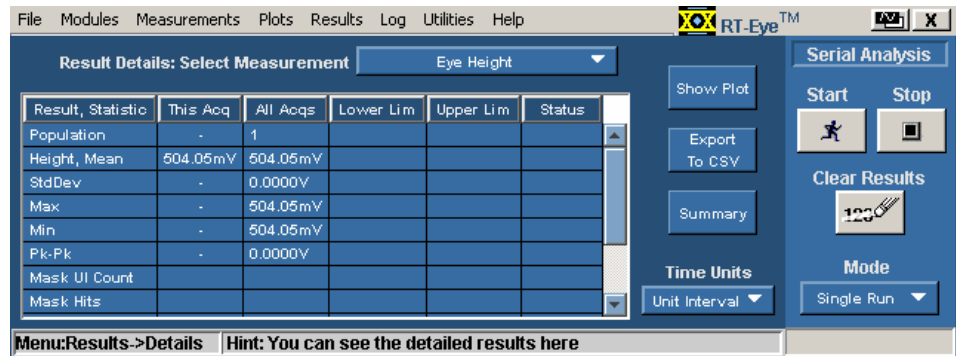 File Modules Measurements Plots Results Log Utilities Help RT-Eye™ X
Result Details: Select Measurement Eye Height
Serial Analysis
Result, Statistic This Acq All Acqs Lower Lim Upper Lim Status
Population - 1
Height, Mean 504.05mV 504.05mV
StdDev - 0.0000V
Max - 504.05mV
Min - 504.05mV
Pk-Pk - 0.0000V
Mask UI Count
Mask Hits
Show Plot
Export
To CSV
Summary
Time Units
Unit Interval
Start Stop
Clear Results
123
Mode
Single Run
Menu:Results->Details Hint: You can see the detailed results here